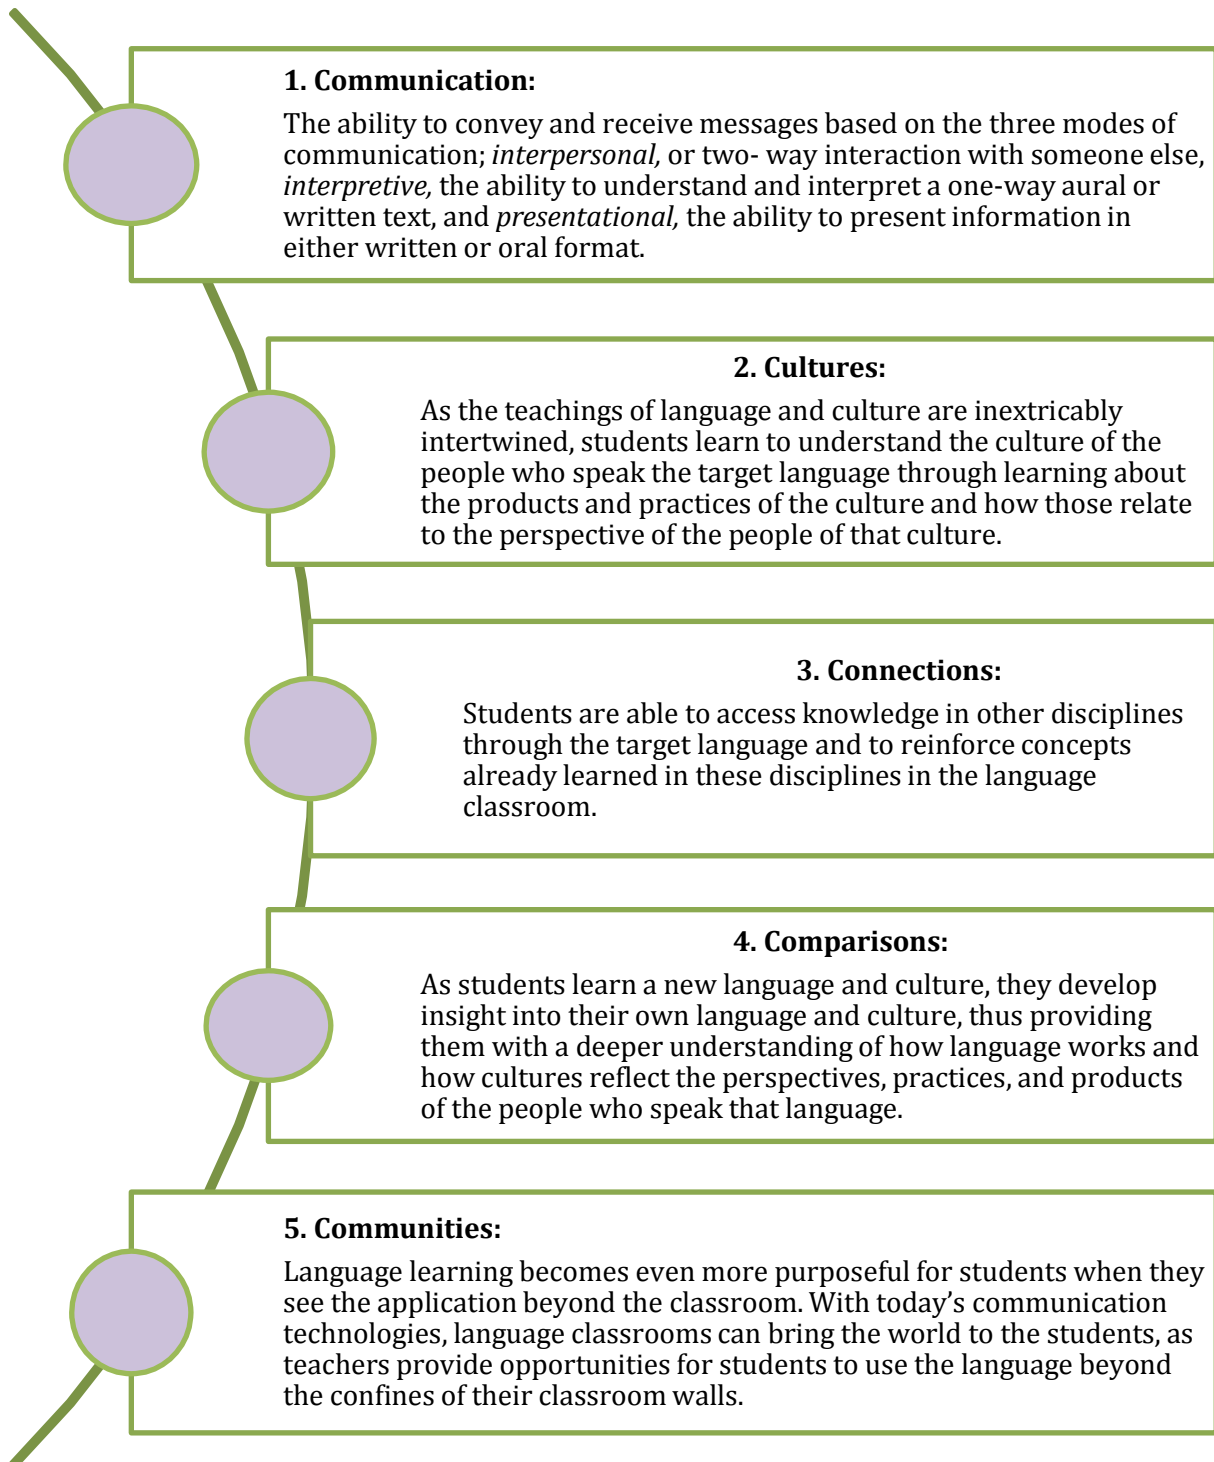 1. Communication:
The ability to convey and receive messages based on the three modes of
communication; interpersonal, or two- way interaction with someone else,
interpretive, the ability to understand and interpret a one-way aural or
written text, and presentational, the ability to present information in
either written or oral format.
2. Cultures:
As the teachings of language and culture are inextricably
intertwined, students learn to understand the culture of the
people who speak the target language through learning about
the products and practices of the culture and how those relate
to the perspective of the people of that culture.
3. Connections:
Students are able to access knowledge in other disciplines
through the target language and to reinforce concepts
already learned in these disciplines in the language
classroom.
4. Comparisons:
As students learn a new language and culture, they develop
insight into their own language and culture, thus providing
them with a deeper understanding of how language works and
how cultures reflect the perspectives, practices, and products
of the people who speak that language.
5. Communities:
Language learning becomes even more purposeful for students when they
see the application beyond the classroom. With today’s communication
technologies, language classrooms can bring the world to the students, as
teachers provide opportunities for students to use the language beyond
the confines of their classroom walls.